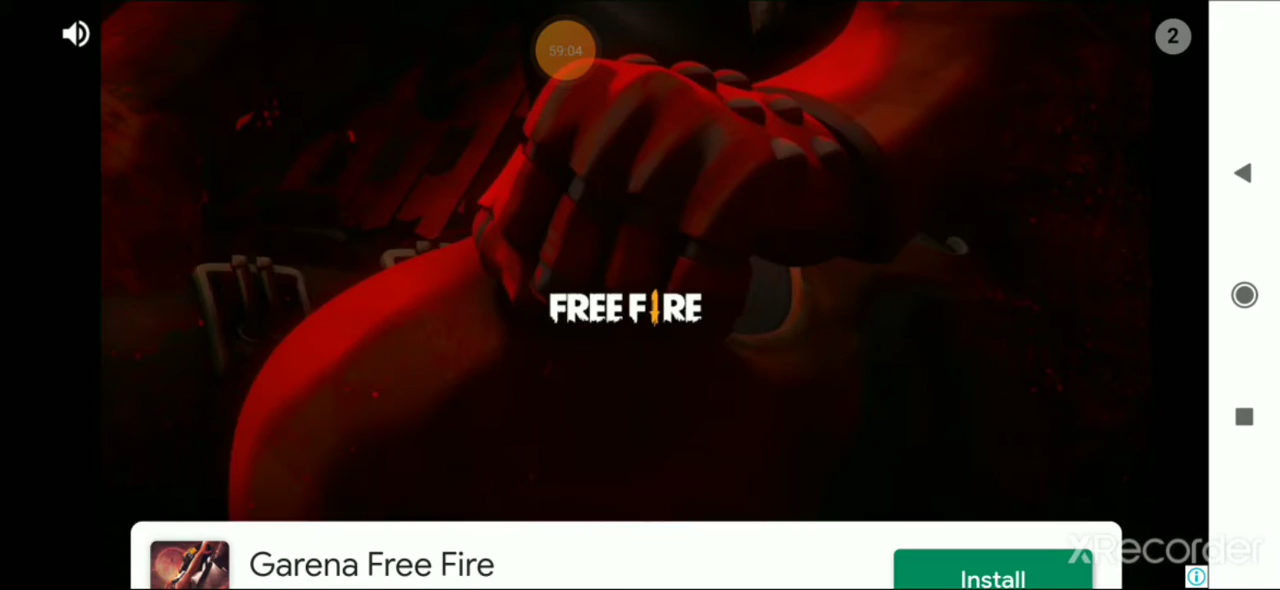 59:04
2
FREE FIRE
Garena Free Fire
Install
XRecorder